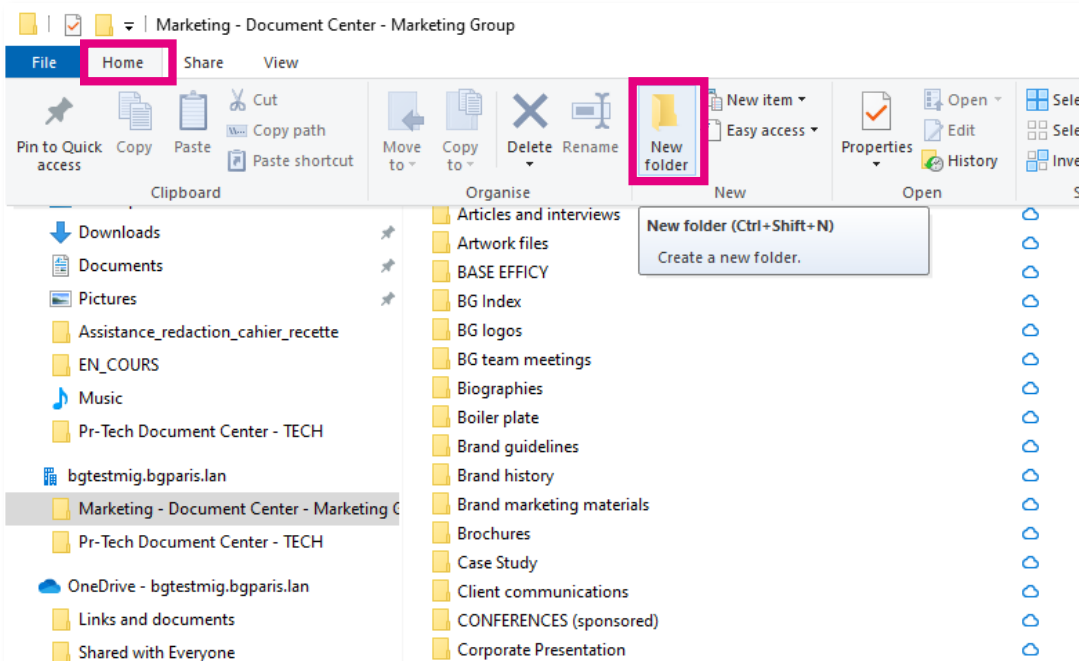 Marketing - Document Center - Marketing Group
File Home Share View
Pin to Quick access
Copy
Paste
Cut
Copy path
Paste shortcut
Clipboard
Move to
Copy to
Delete
Rename
Organise
New folder
New item
Easy access
New
Properties
Open
Edit
History
Open
New folder (Ctrl+Shift+N)
Create a new folder.
Downloads
Documents
Pictures
Assistance_redaction_cahier_recette
EN_COURS
Music
Pr-Tech Document Center - TECH
bgtestmig.bgparis.lan
Marketing - Document Center - Marketing
Pr-Tech Document Center - TECH
OneDrive - bgtestmig.bgparis.lan
Links and documents
Shared with Everyone
Articles and interviews
Artwork files
BASE EFFICY
BG Index
BG logos
BG team meetings
Biographies
Boiler plate
Brand guidelines
Brand history
Brand marketing materials
Brochures
Case Study
Client communications
CONFERENCES (sponsored)
Corporate Presentation